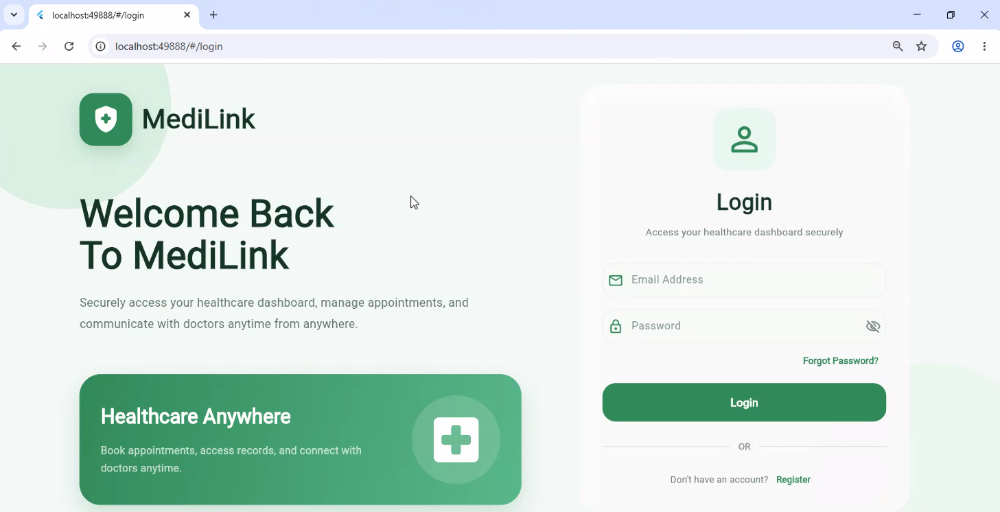 localhost:49888/#/login
localhost:49888/#/login
MediLink
Welcome Back
To MediLink
Securely access your healthcare dashboard, manage appointments, and
communicate with doctors anytime from anywhere.
Healthcare Anywhere
Book appointments, access records, and connect with
doctors anytime.
Login
Access your healthcare dashboard securely
Email Address
Password
Forgot Password?
Login
OR
Don't have an account? Register